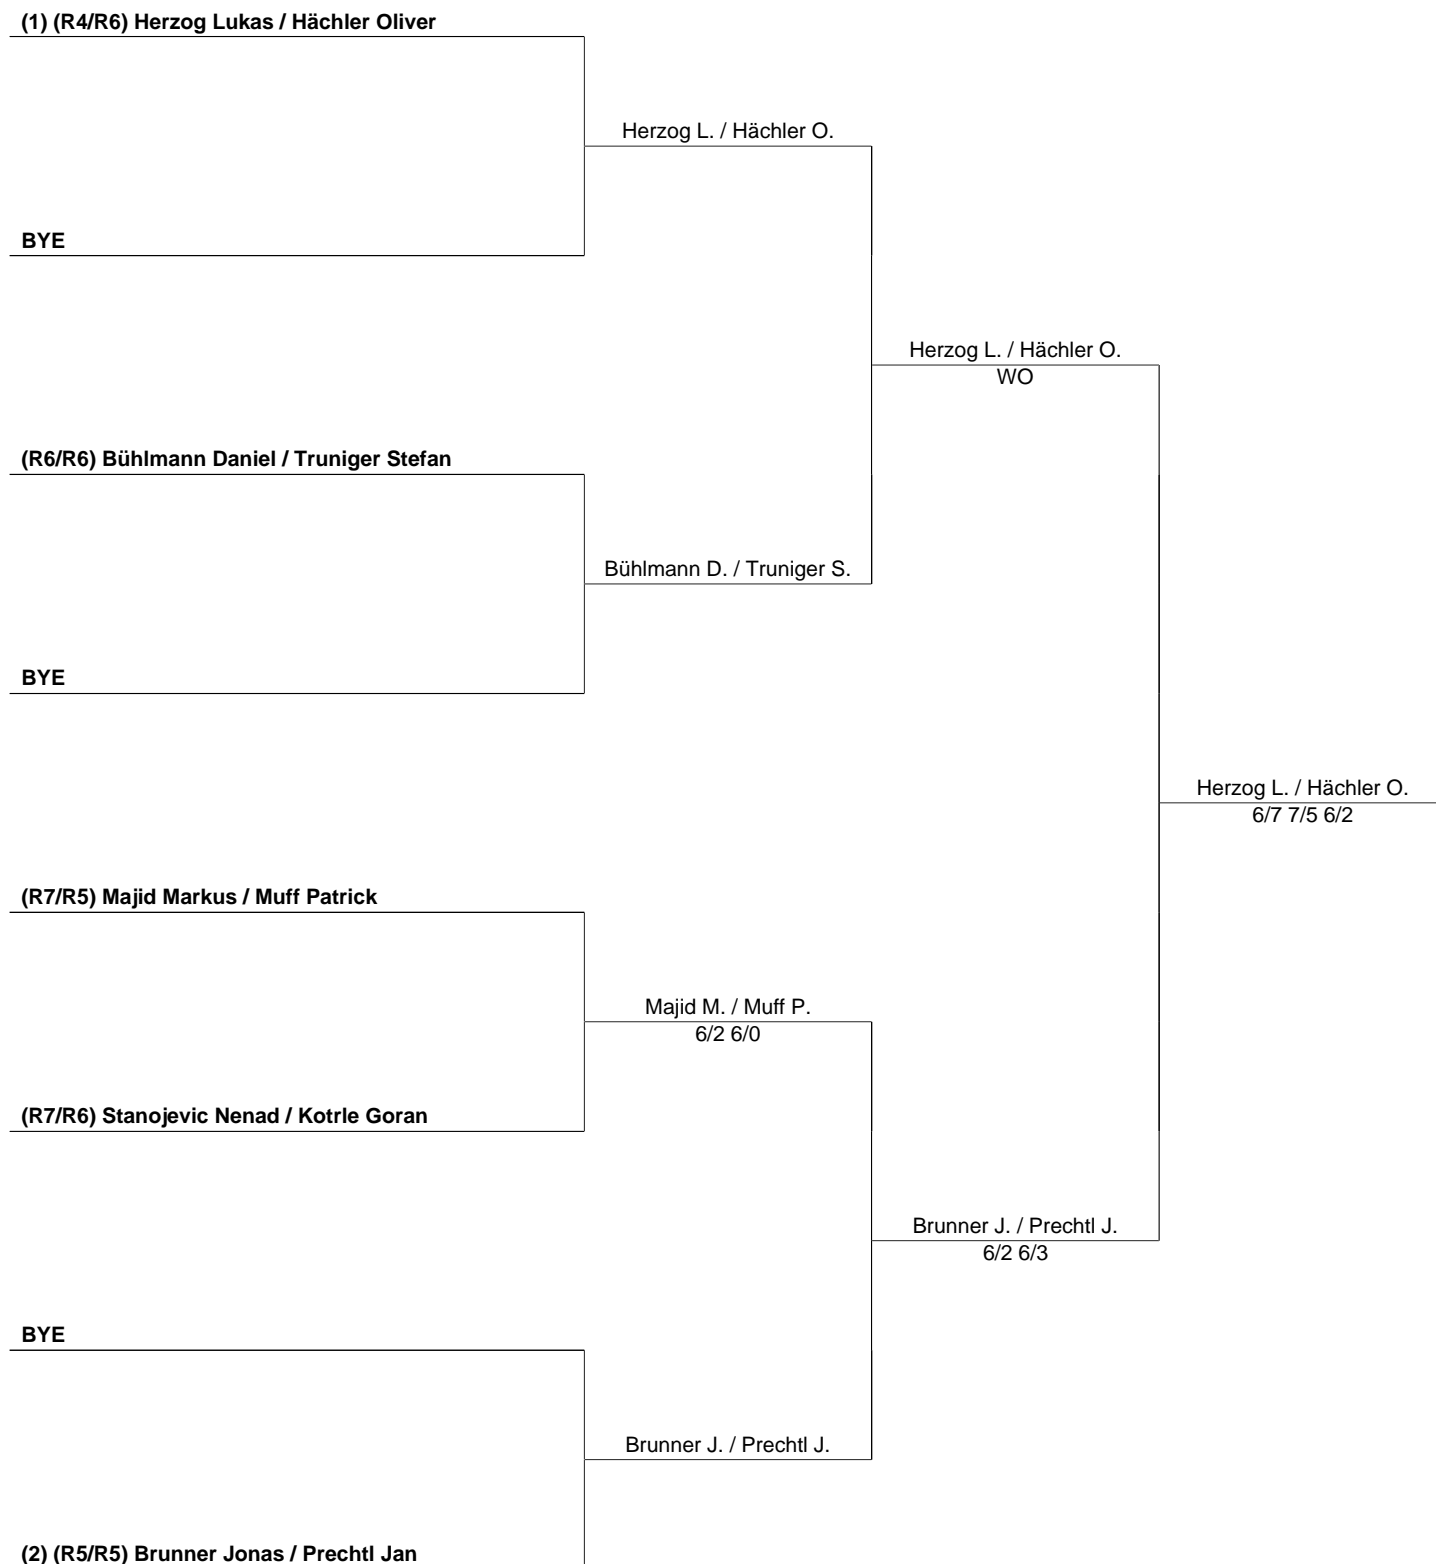 (1) (R4/R6) Herzog Lukas / Hächler Oliver
Herzog L. / Hächler O.
BYE
Herzog L. / Hächler O.
WO
(R6/R6) Bühlmann Daniel / Truniger Stefan
Bühlmann D. / Truniger S.
BYE
Herzog L. / Hächler O.
6/7 7/5 6/2
(R7/R5) Majid Markus / Muff Patrick
Majid M. / Muff P.
6/2 6/0
(R7/R6) Stanojevic Nenad / Kotrle Goran
Brunner J. / Prechtl J.
6/2 6/3
BYE
Brunner J. / Prechtl J.
(2) (R5/R5) Brunner Jonas / Prechtl Jan